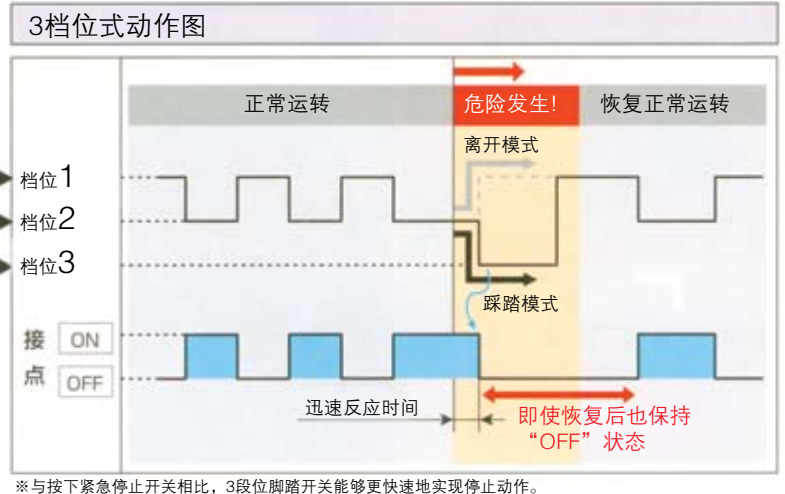 3档位式动作图
正常运转
危险发生!
恢复正常运转
离开模式
档位1
档位2
档位3
踩踏模式
接点
ON
OFF
迅速反应时间
即使恢复后也保持
“OFF”状态
※与按下紧急停止开关相比，3段位脚踏开关能够更快速地实现停止动作。